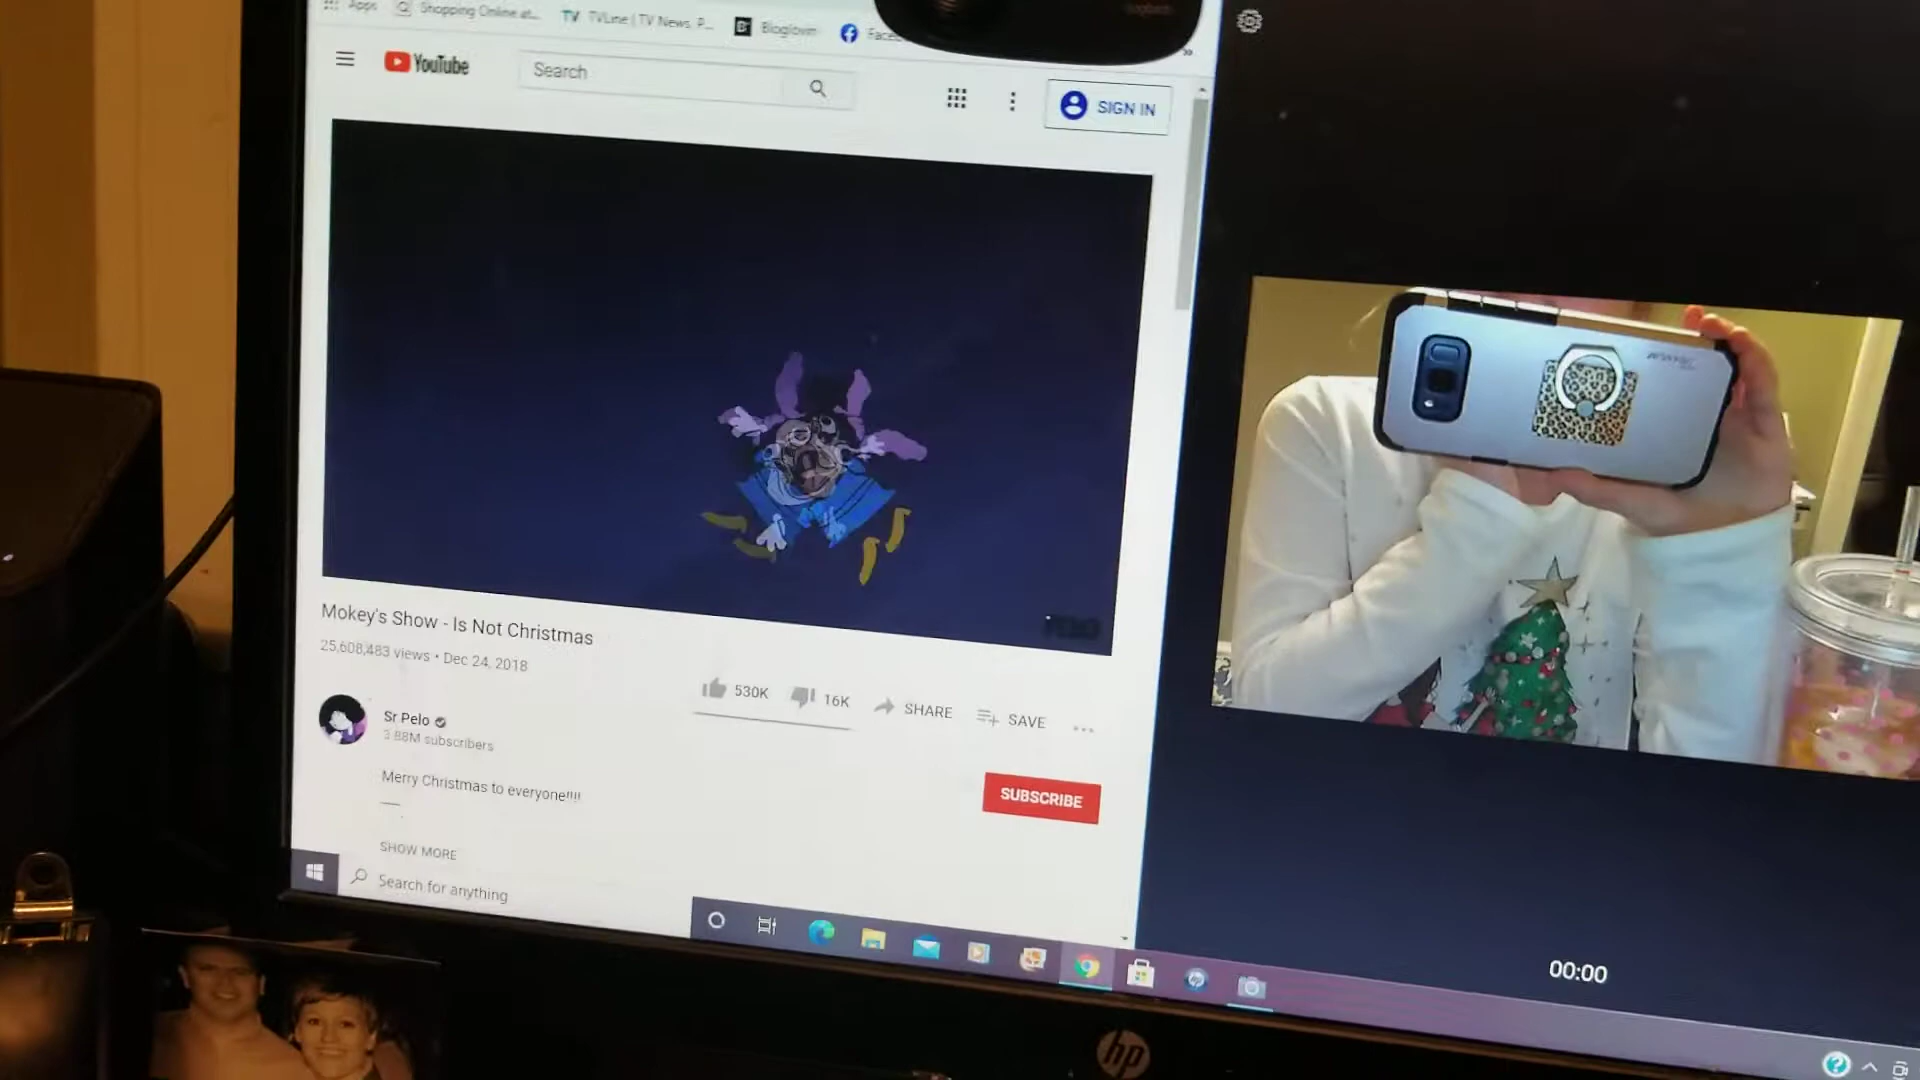 Apps
Shopping Online at...
TV
TVLine | TV News, P...
Bloglovin
YouTube
Search
SIGN IN
Mokey's Show - Is Not Christmas
25,608,483 views • Dec 24, 2018
530K
16K
SHARE
SAVE
Sr Pelo
3.88M subscribers
Merry Christmas to everyone!!!!
SUBSCRIBE
SHOW MORE
Search for anything
00:00
hp